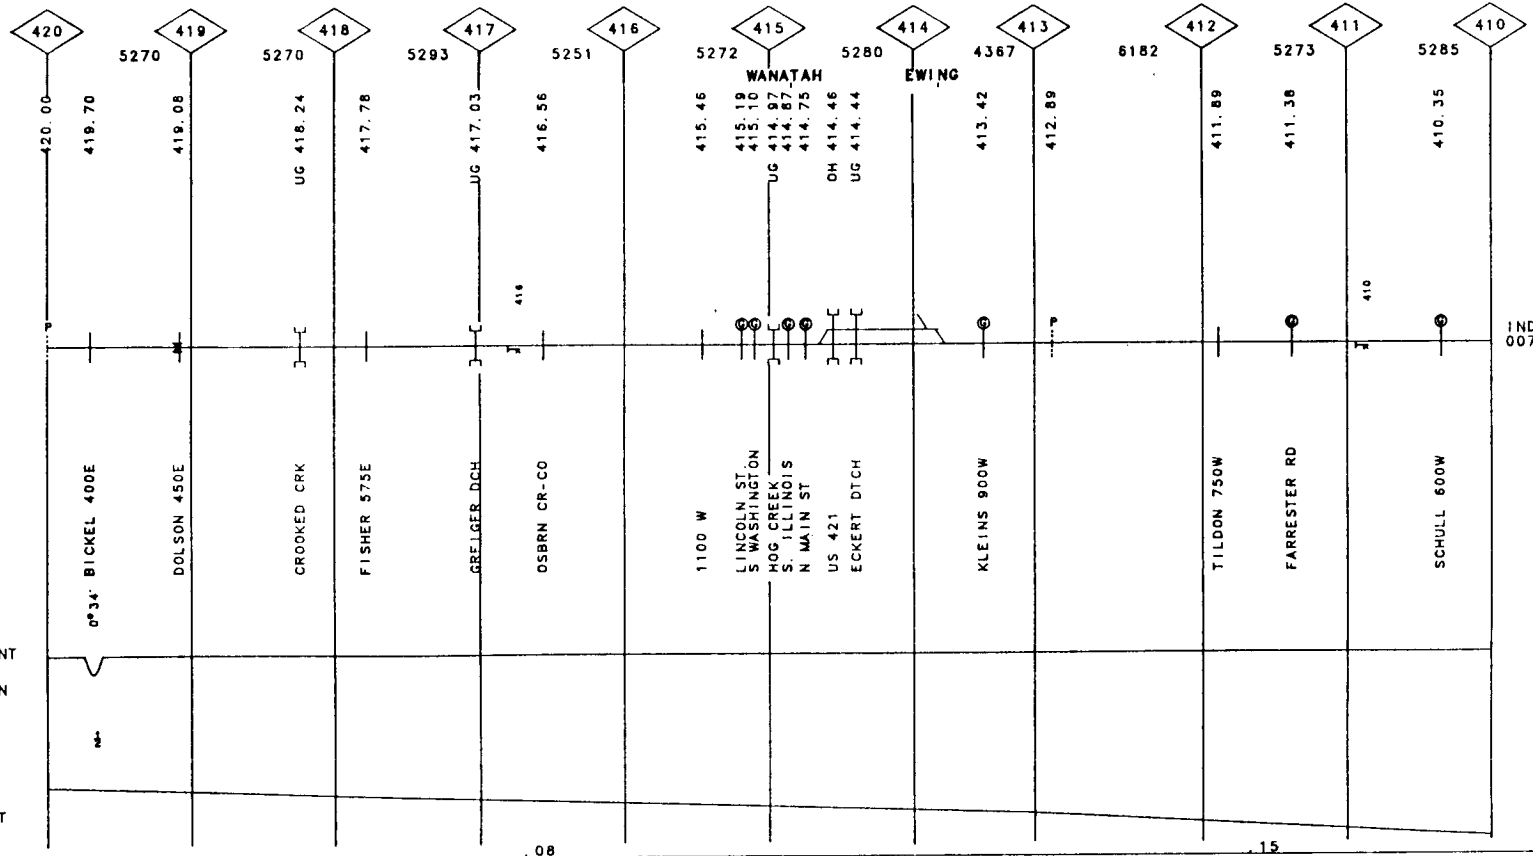 420 419 418 417 416 415 414 413 412 411 410
5270 5270 5293 5251 5272 5280 4367 6182 5273 5285
WANATAH EWING
420.00
419.70
419.08
UG 418.24
417.78
UG 417.03
416.56
415.46
415.19
415.10
UG 414.97
414.87
414.75
OH 414.46
UG 414.44
413.42
412.89
411.89
411.38
410.35
416
410
P
G G G G G P G G
IND
007
0°34' BICKEL 400E
DOLSON 450E
CROOKED CRK
FISHER 575E
GREIGER DCH
OSBRN CR-CO
1100 W
LINCOLN ST.
S WASHINGTON
HOG CREEK
S. ILLINOIS
N MAIN ST
US 421
ECKERT DTCH
KLEINS 900W
TILDON 750W
FARRESTER RD
SCHULL 600W
NT
N
T
.08 .15